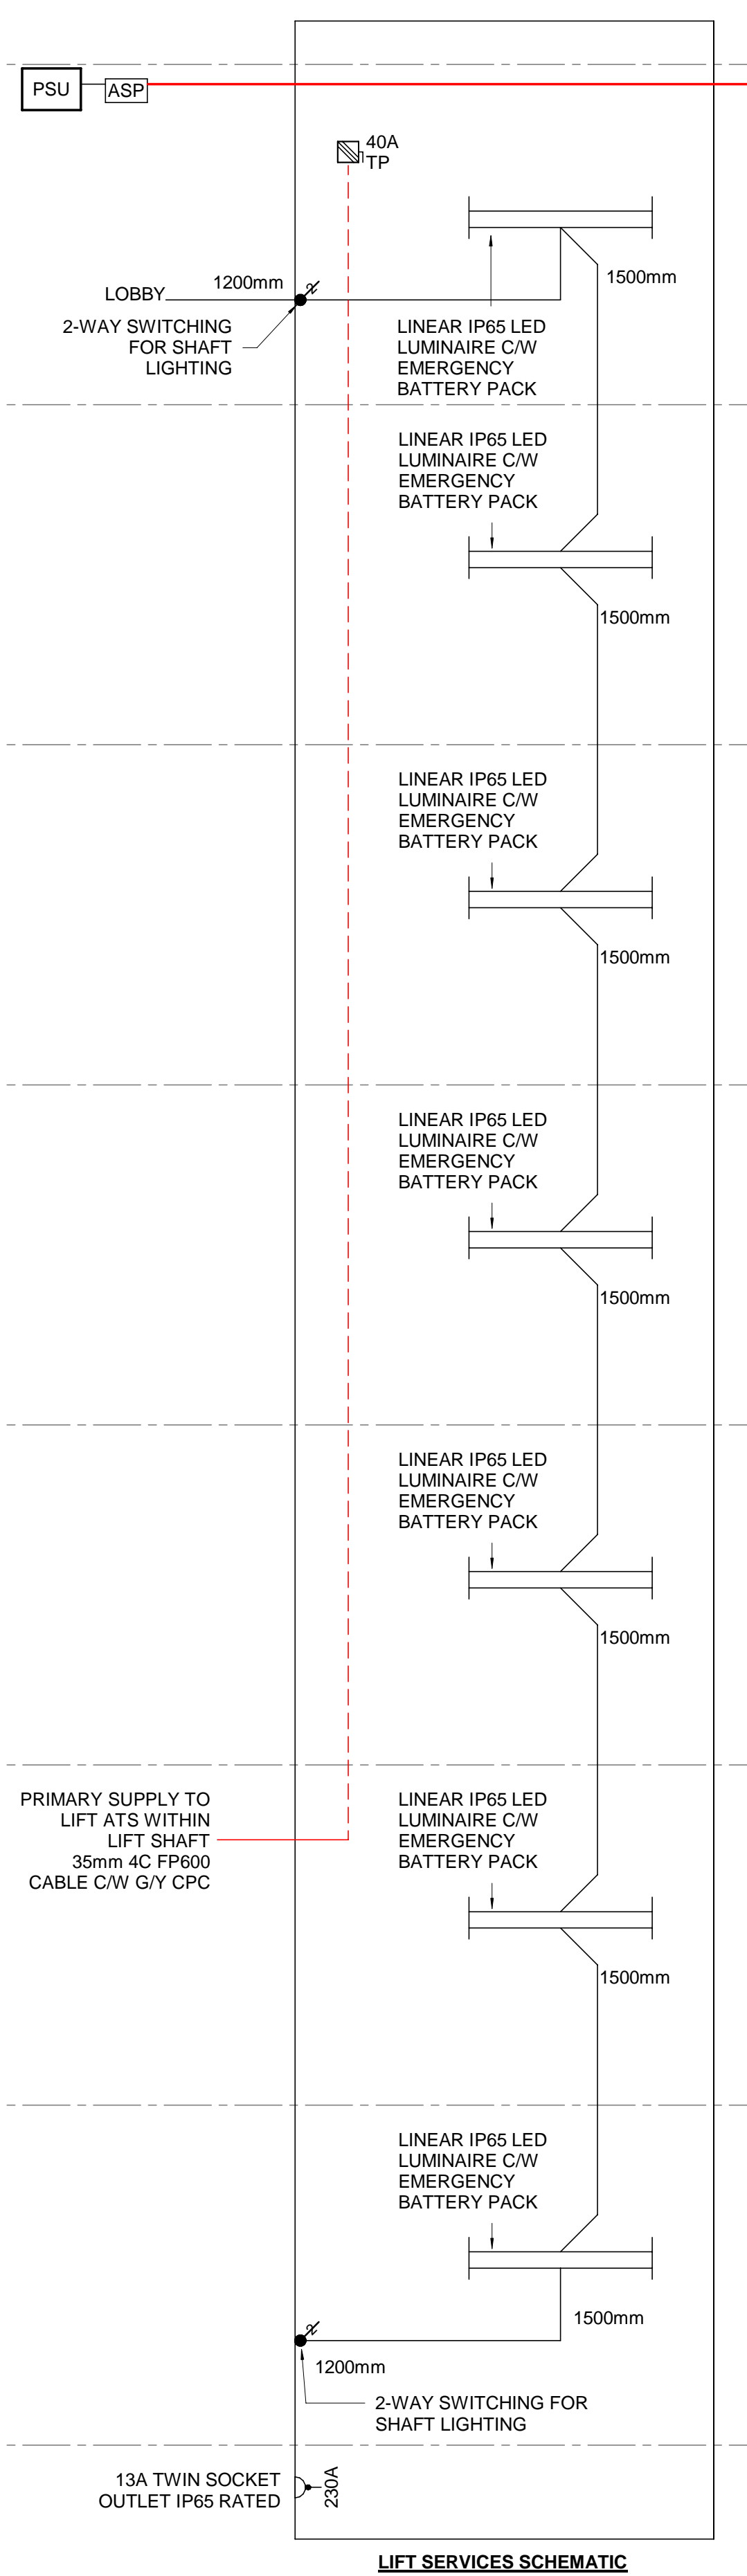 PSU
ASP
40A
TP
1500mm
1200mm
LOBBY
2
2-WAY SWITCHING
FOR SHAFT
LIGHTING
LINEAR IP65 LED
LUMINAIRE C/W
EMERGENCY
BATTERY PACK
LINEAR IP65 LED
LUMINAIRE C/W
EMERGENCY
BATTERY PACK
1500mm
LINEAR IP65 LED
LUMINAIRE C/W
EMERGENCY
BATTERY PACK
1500mm
LINEAR IP65 LED
LUMINAIRE C/W
EMERGENCY
BATTERY PACK
1500mm
LINEAR IP65 LED
LUMINAIRE C/W
EMERGENCY
BATTERY PACK
1500mm
PRIMARY SUPPLY TO
LIFT ATS WITHIN
LIFT SHAFT
35mm 4C FP600
CABLE C/W G/Y CPC
LINEAR IP65 LED
LUMINAIRE C/W
EMERGENCY
BATTERY PACK
1500mm
LINEAR IP65 LED
LUMINAIRE C/W
EMERGENCY
BATTERY PACK
1500mm
2
1200mm
2-WAY SWITCHING FOR
SHAFT LIGHTING
13A TWIN SOCKET
OUTLET IP65 RATED
230A
LIFT SERVICES SCHEMATIC